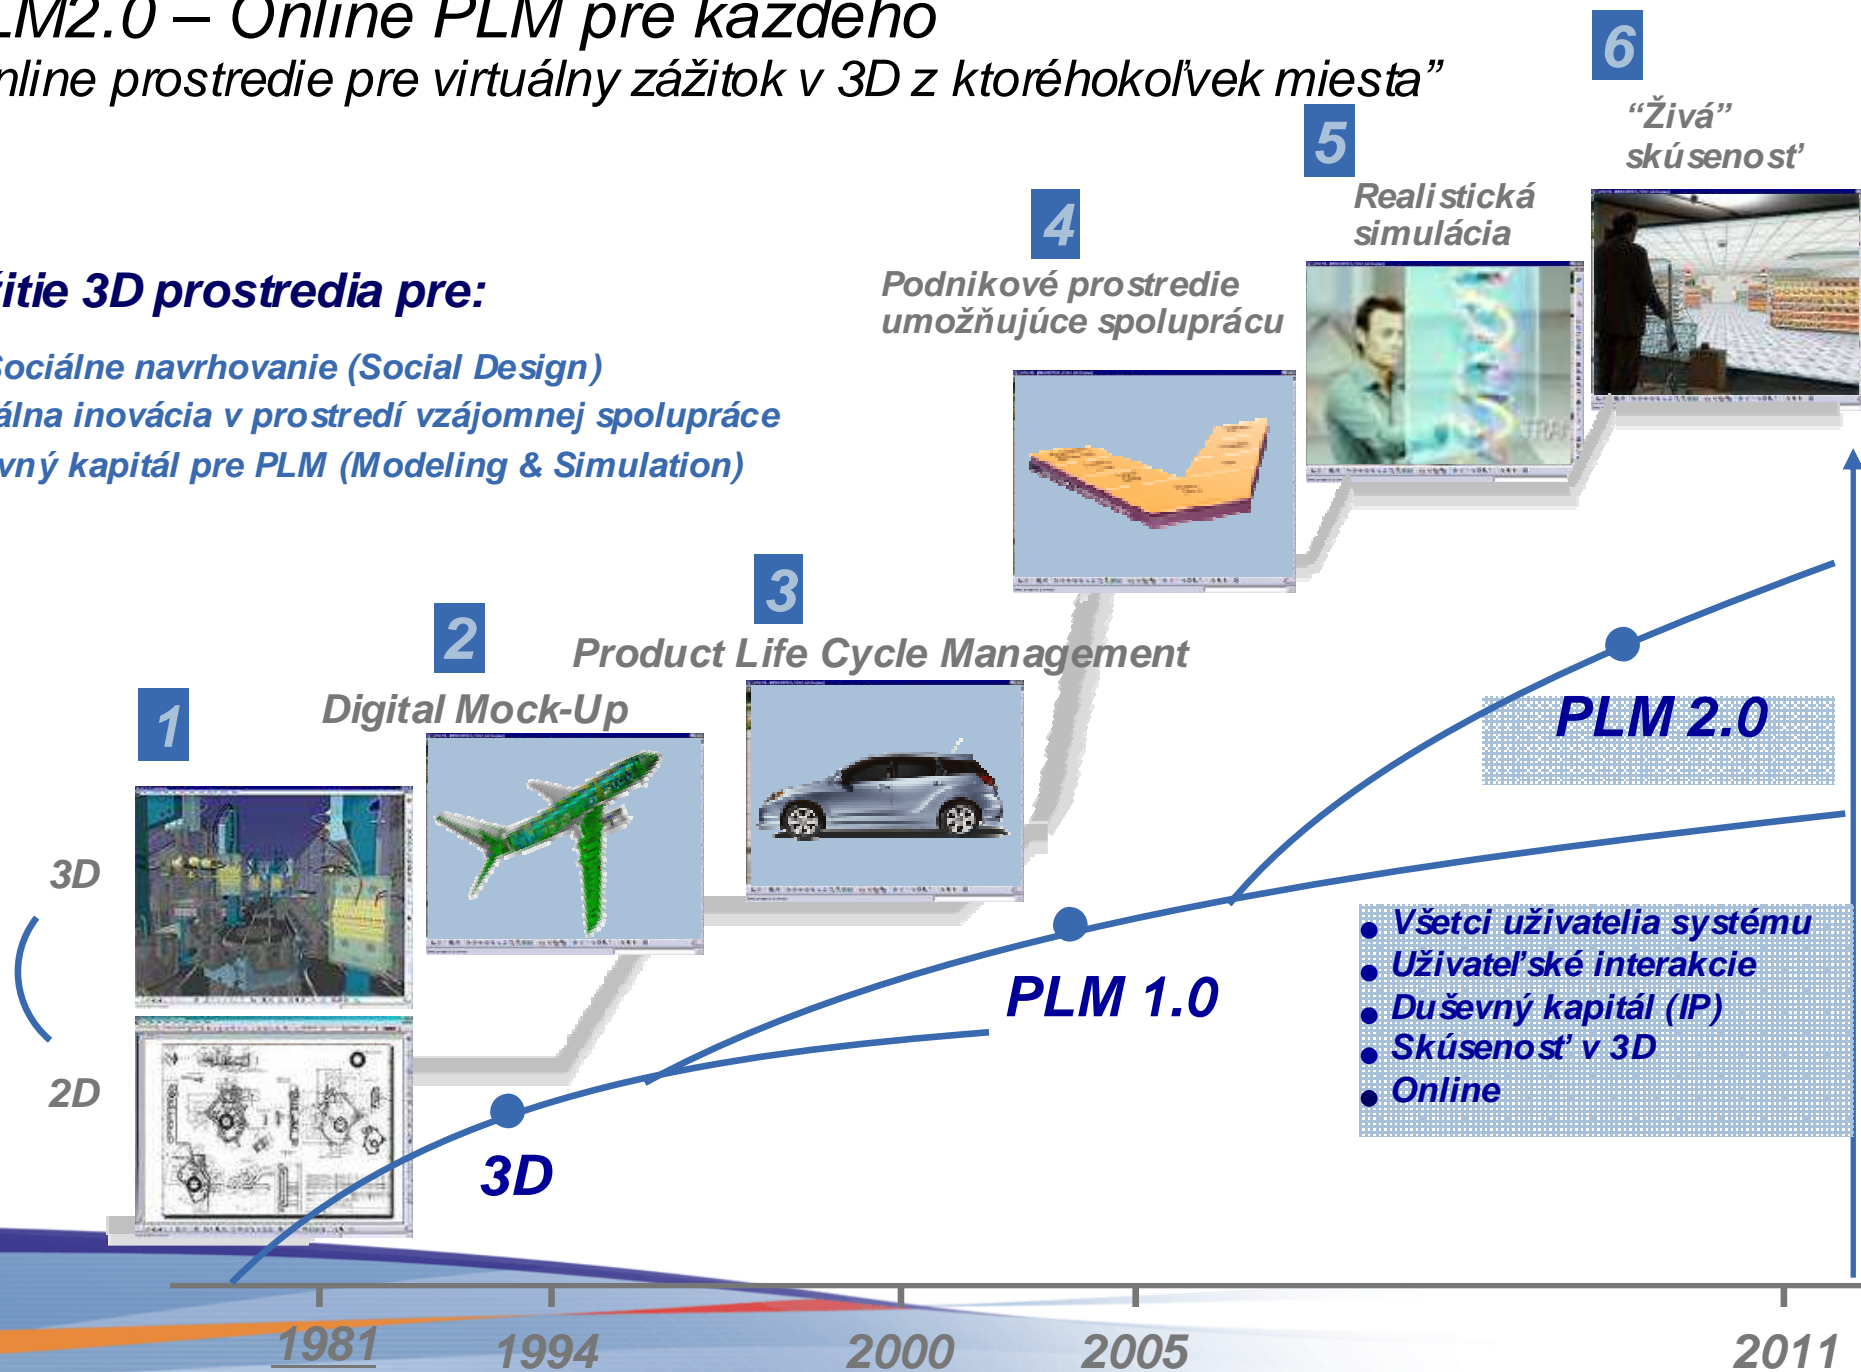 LM2.0 – Online PLM pre každého
nline prostredie pre virtuálny zážitok v 3D z ktoréhokoľvek miesta”
6
“Živá”
skúsenosť
5
Realistická
simulácia
4
Podnikové prostredie
umožňujúce spoluprácu
žitie 3D prostredia pre:
Sociálne navrhovanie (Social Design)
álna inovácia v prostredí vzájomnej spolupráce
vný kapitál pre PLM (Modeling & Simulation)
3
Product Life Cycle Management
2
Digital Mock-Up
1
3D
2D
PLM 2.0
PLM 1.0
3D
Všetci uživatelia systému
Uživateľské interakcie
Duševný kapitál (IP)
Skúsenosť v 3D
Online
1981
1994
2000
2005
2011